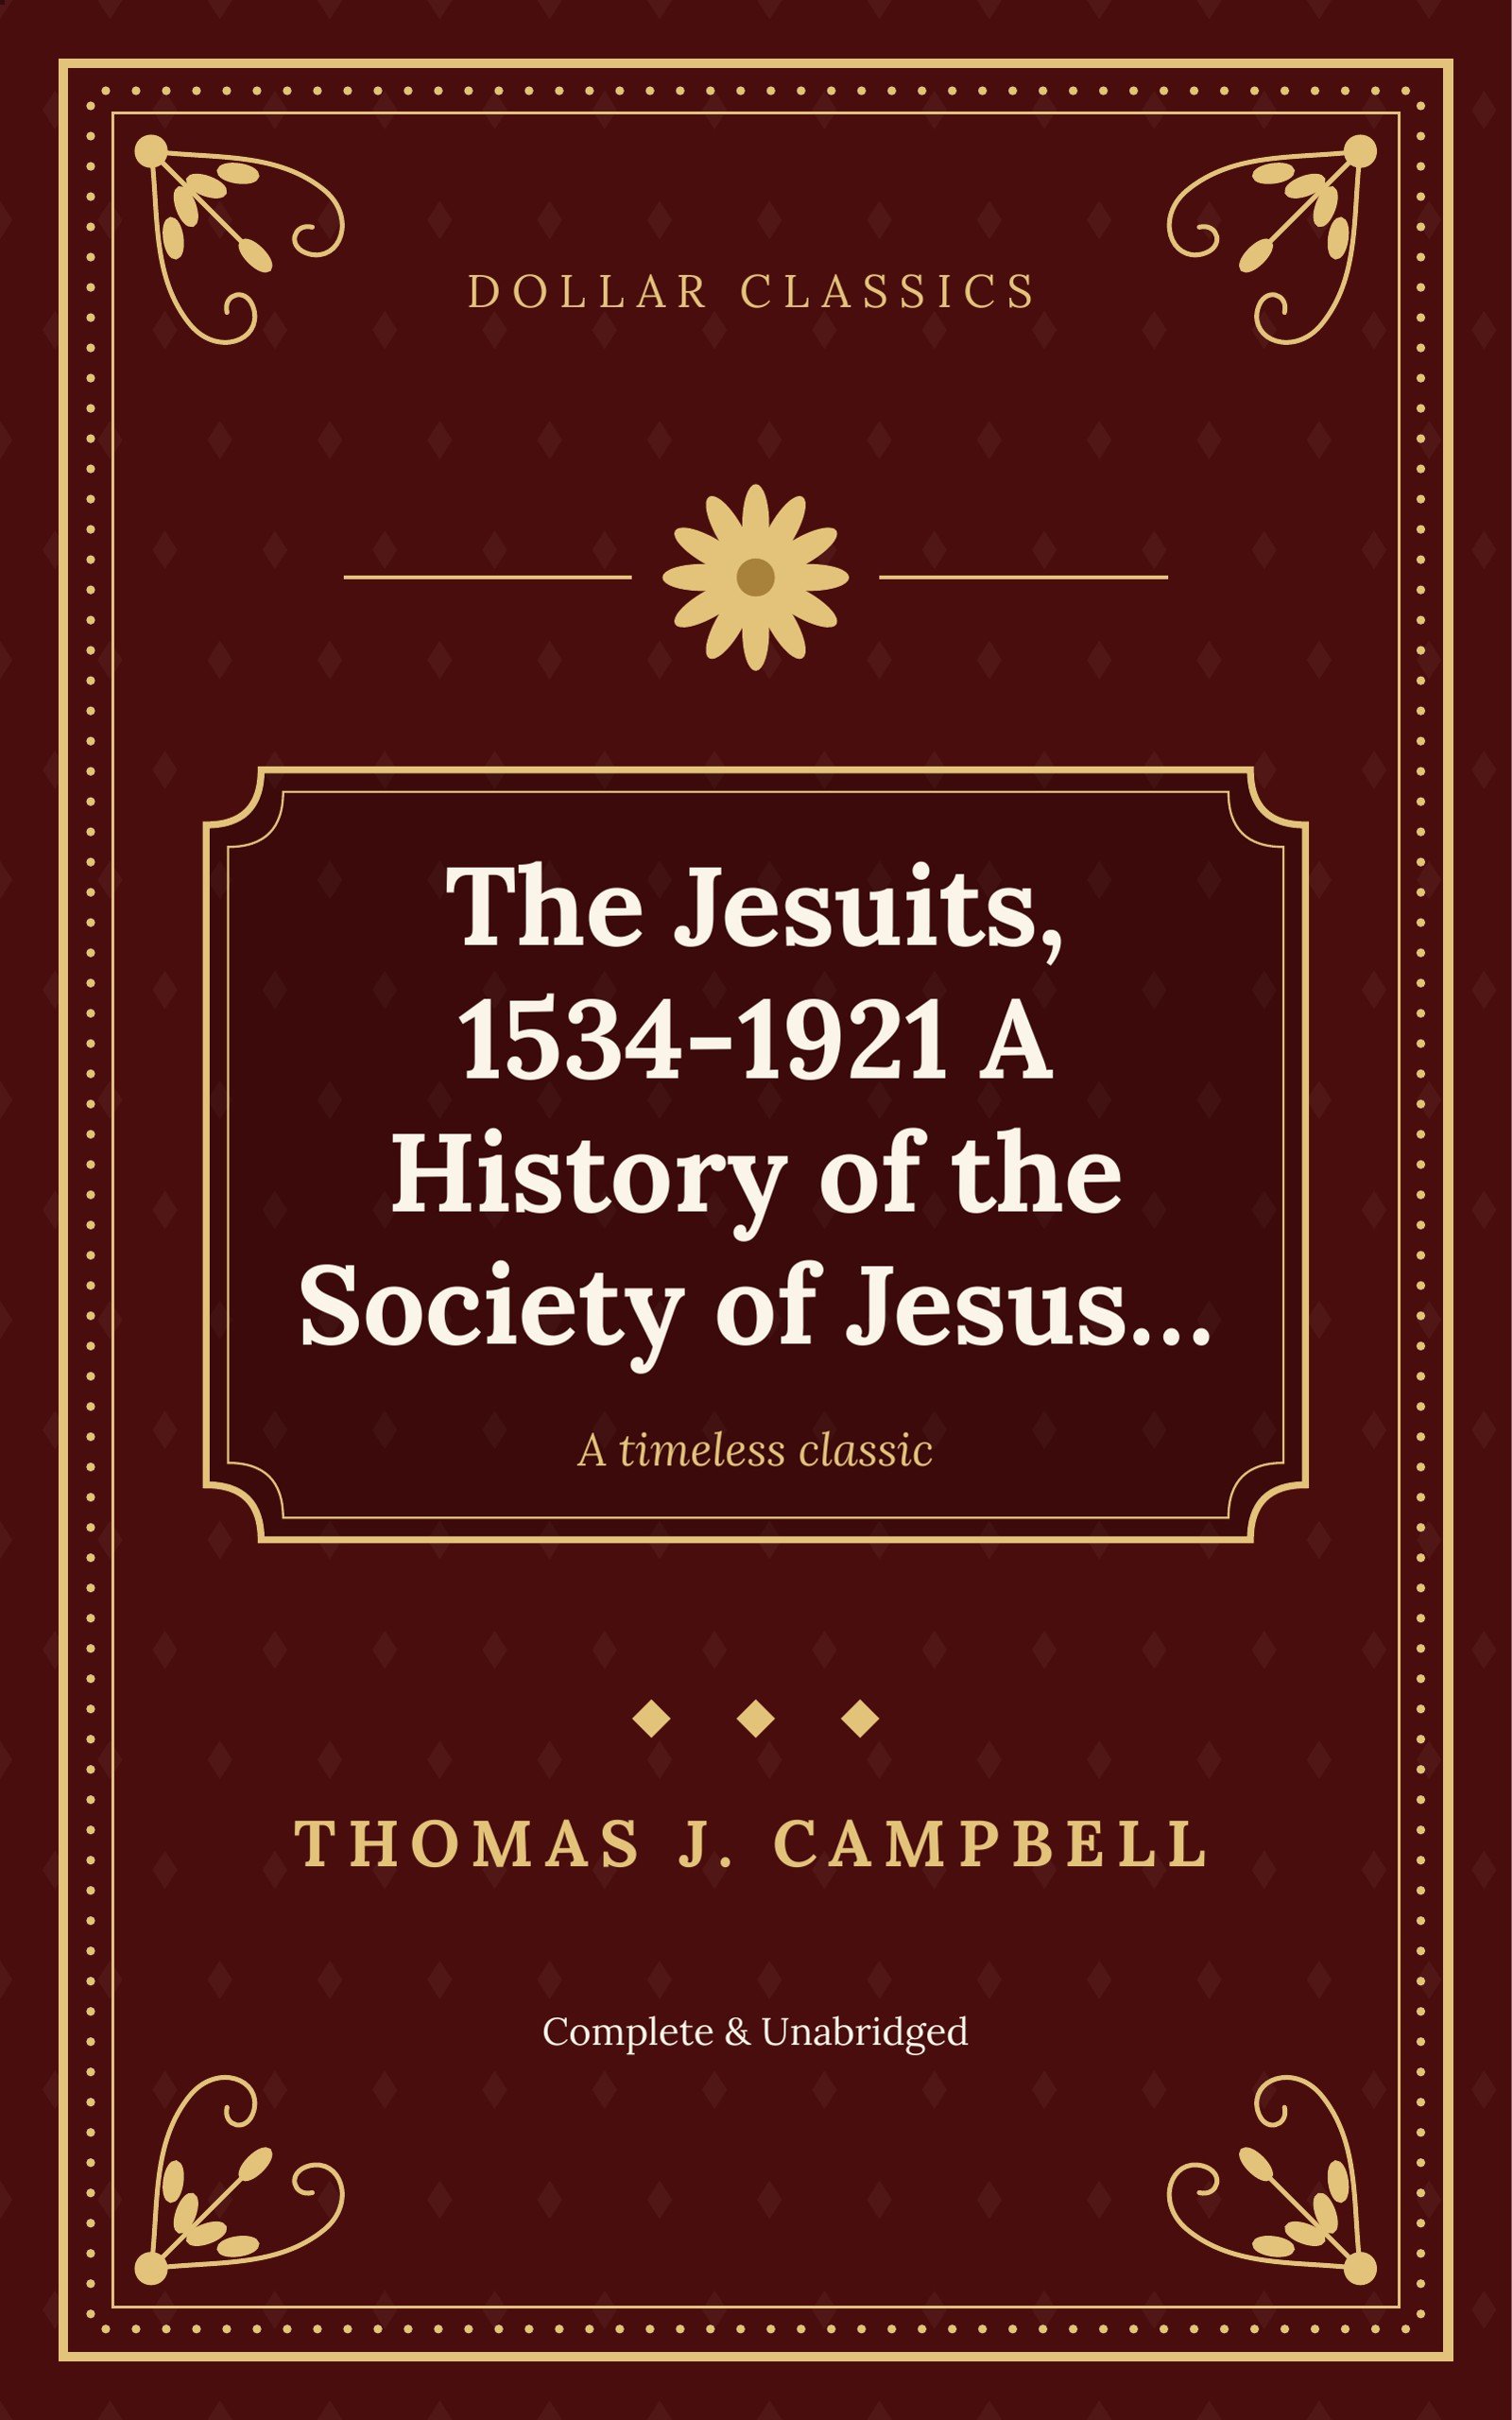 DOLLAR CLASSICS
The Jesuits,
1534–1921 A
History of the
Society of Jesus...
A timeless classic
THOMAS J. CAMPBELL
Complete & Unabridged